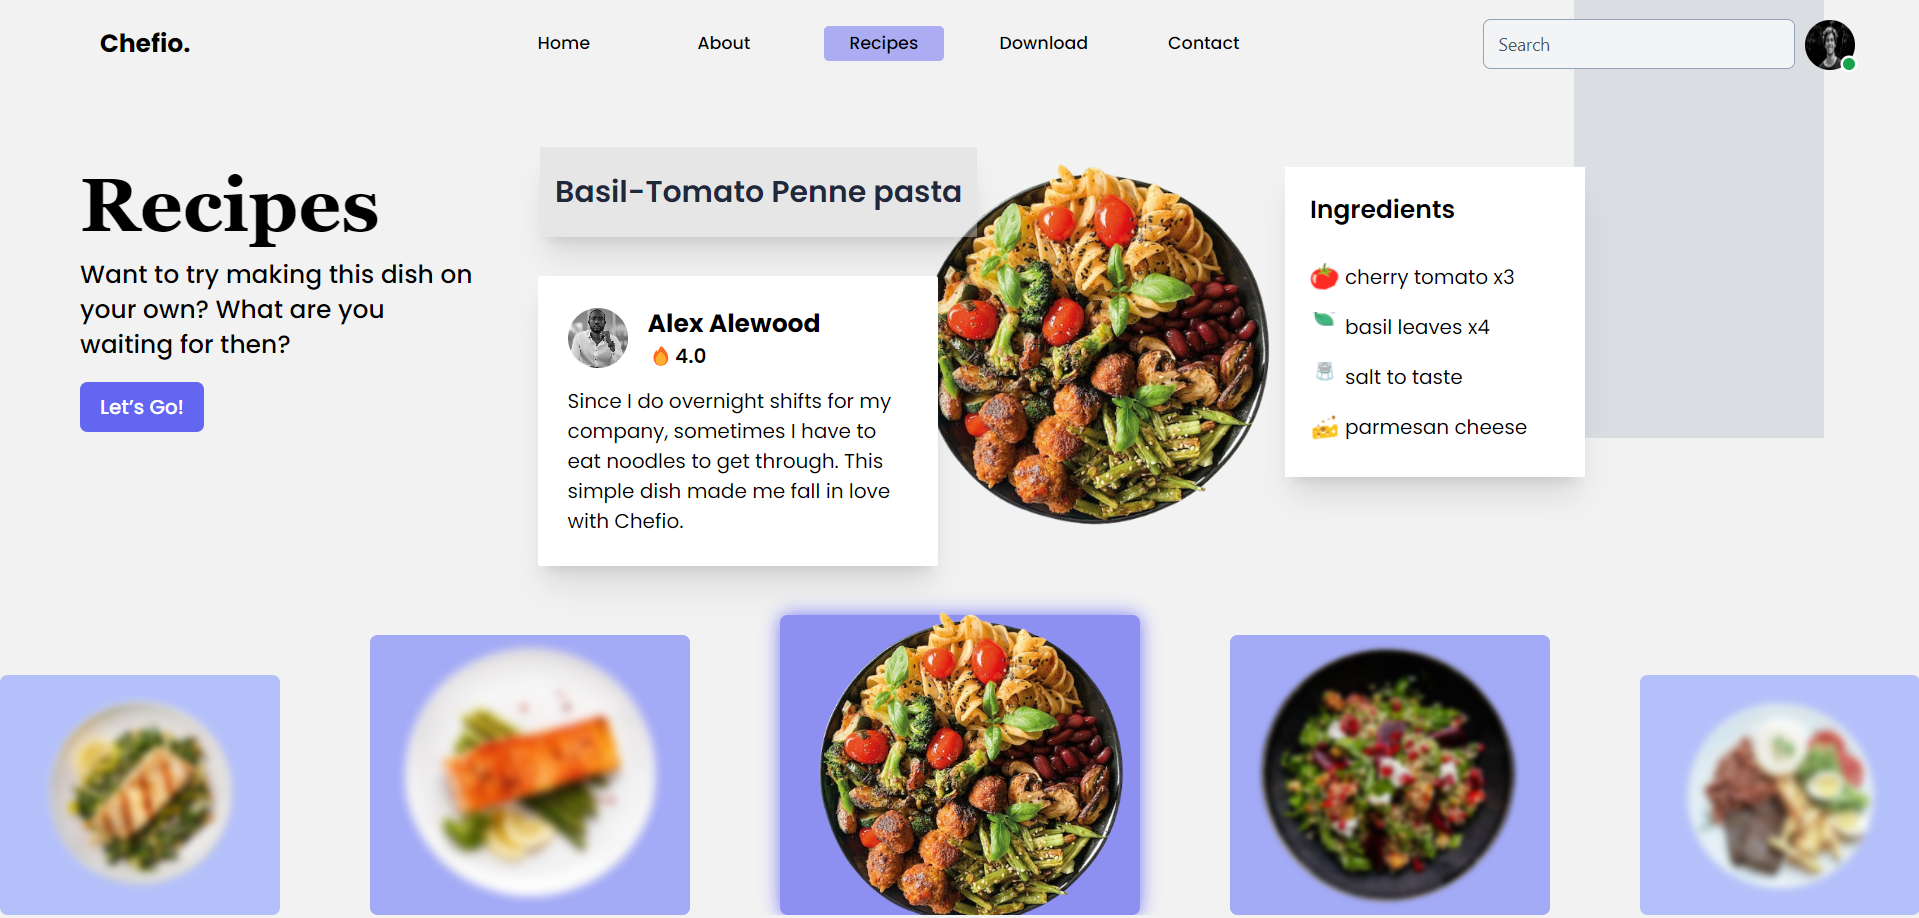 Chefio.
Home
About
Recipes
Download
Contact
Search
Recipes
Want to try making this dish on
your own? What are you
waiting for then?
Let's Go!
Basil-Tomato Penne pasta
Alex Alewood
4.0
Since I do overnight shifts for my
company, sometimes I have to
eat noodles to get through. This
simple dish made me fall in love
with Chefio.
Ingredients
cherry tomato x3
basil leaves x4
salt to taste
parmesan cheese